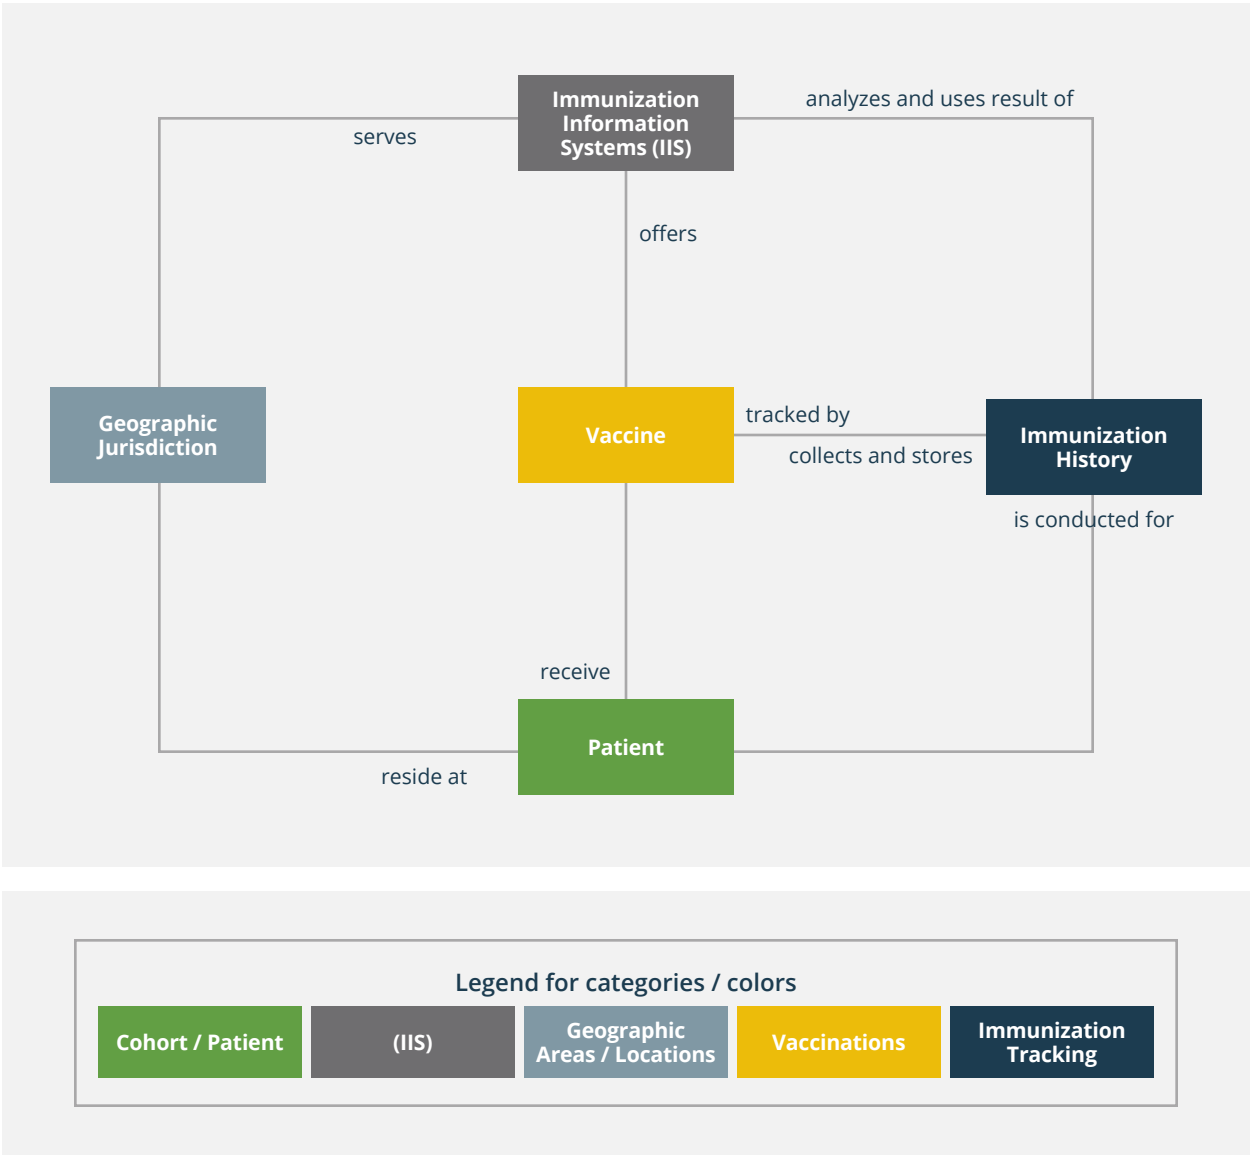 Immunization
Information
Systems (IIS)
analyzes and uses result of
serves
offers
Geographic
Jurisdiction
Vaccine
tracked by
collects and stores
Immunization
History
is conducted for
receive
Patient
reside at
Legend for categories / colors
Cohort / Patient
(IIS)
Geographic
Areas / Locations
Vaccinations
Immunization
Tracking